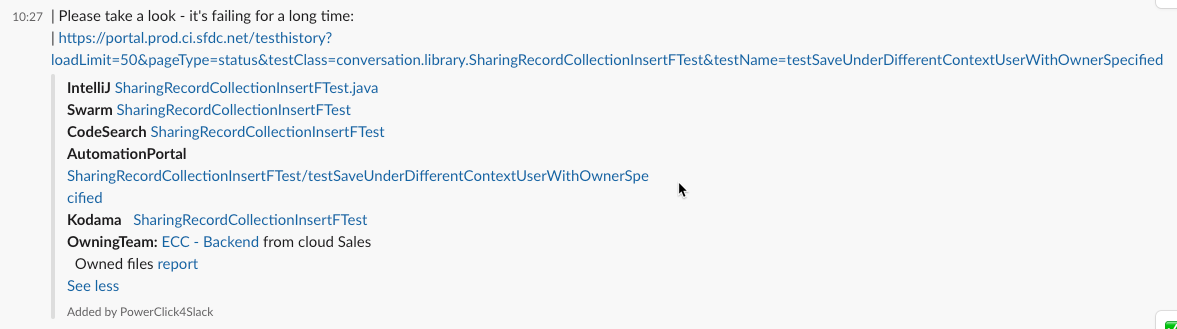 10:27 | Please take a look - it's failing for a long time:
| https://portal.prod.ci.sfdc.net/testhistory?
loadLimit=50&pageType=status&testClass=conversation.library.SharingRecordCollectionInsertFTest&testName=testSaveUnderDifferentContextUserWithOwnerSpecified
IntelliJ SharingRecordCollectionInsertFTest.java
Swarm SharingRecordCollectionInsertFTest
CodeSearch SharingRecordCollectionInsertFTest
AutomationPortal
SharingRecordCollectionInsertFTest/testSaveUnderDifferentContextUserWithOwnerSpe
cified
Kodama SharingRecordCollectionInsertFTest
OwningTeam: ECC - Backend from cloud Sales
Owned files report
See less
Added by PowerClick4Slack